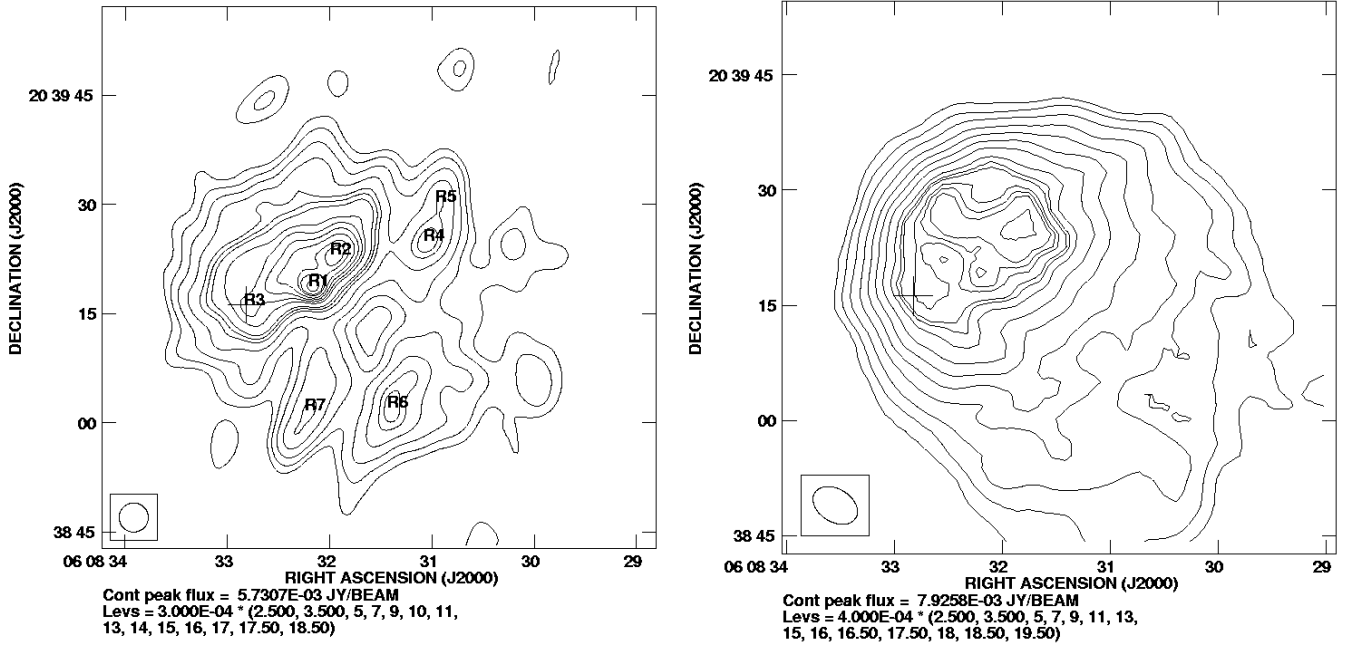 DECLINATION (J2000)
20 39 45
30
15
00
38 45
R5
R4
R2
R1
R3
R7
R6
06 08 34
33
32
31
30
29
RIGHT ASCENSION (J2000)
Cont peak flux = 5.7307E-03 JY/BEAM
Levs = 3.000E-04 * (2.500, 3.500, 5, 7, 9, 10, 11,
13, 14, 15, 16, 17, 17.50, 18.50)
DECLINATION (J2000)
20 39 45
30
15
00
38 45
06 08 34
33
32
31
30
29
RIGHT ASCENSION (J2000)
Cont peak flux = 7.9258E-03 JY/BEAM
Levs = 4.000E-04 * (2.500, 3.500, 5, 7, 9, 11, 13,
15, 16, 16.50, 17.50, 18, 18.50, 19.50)